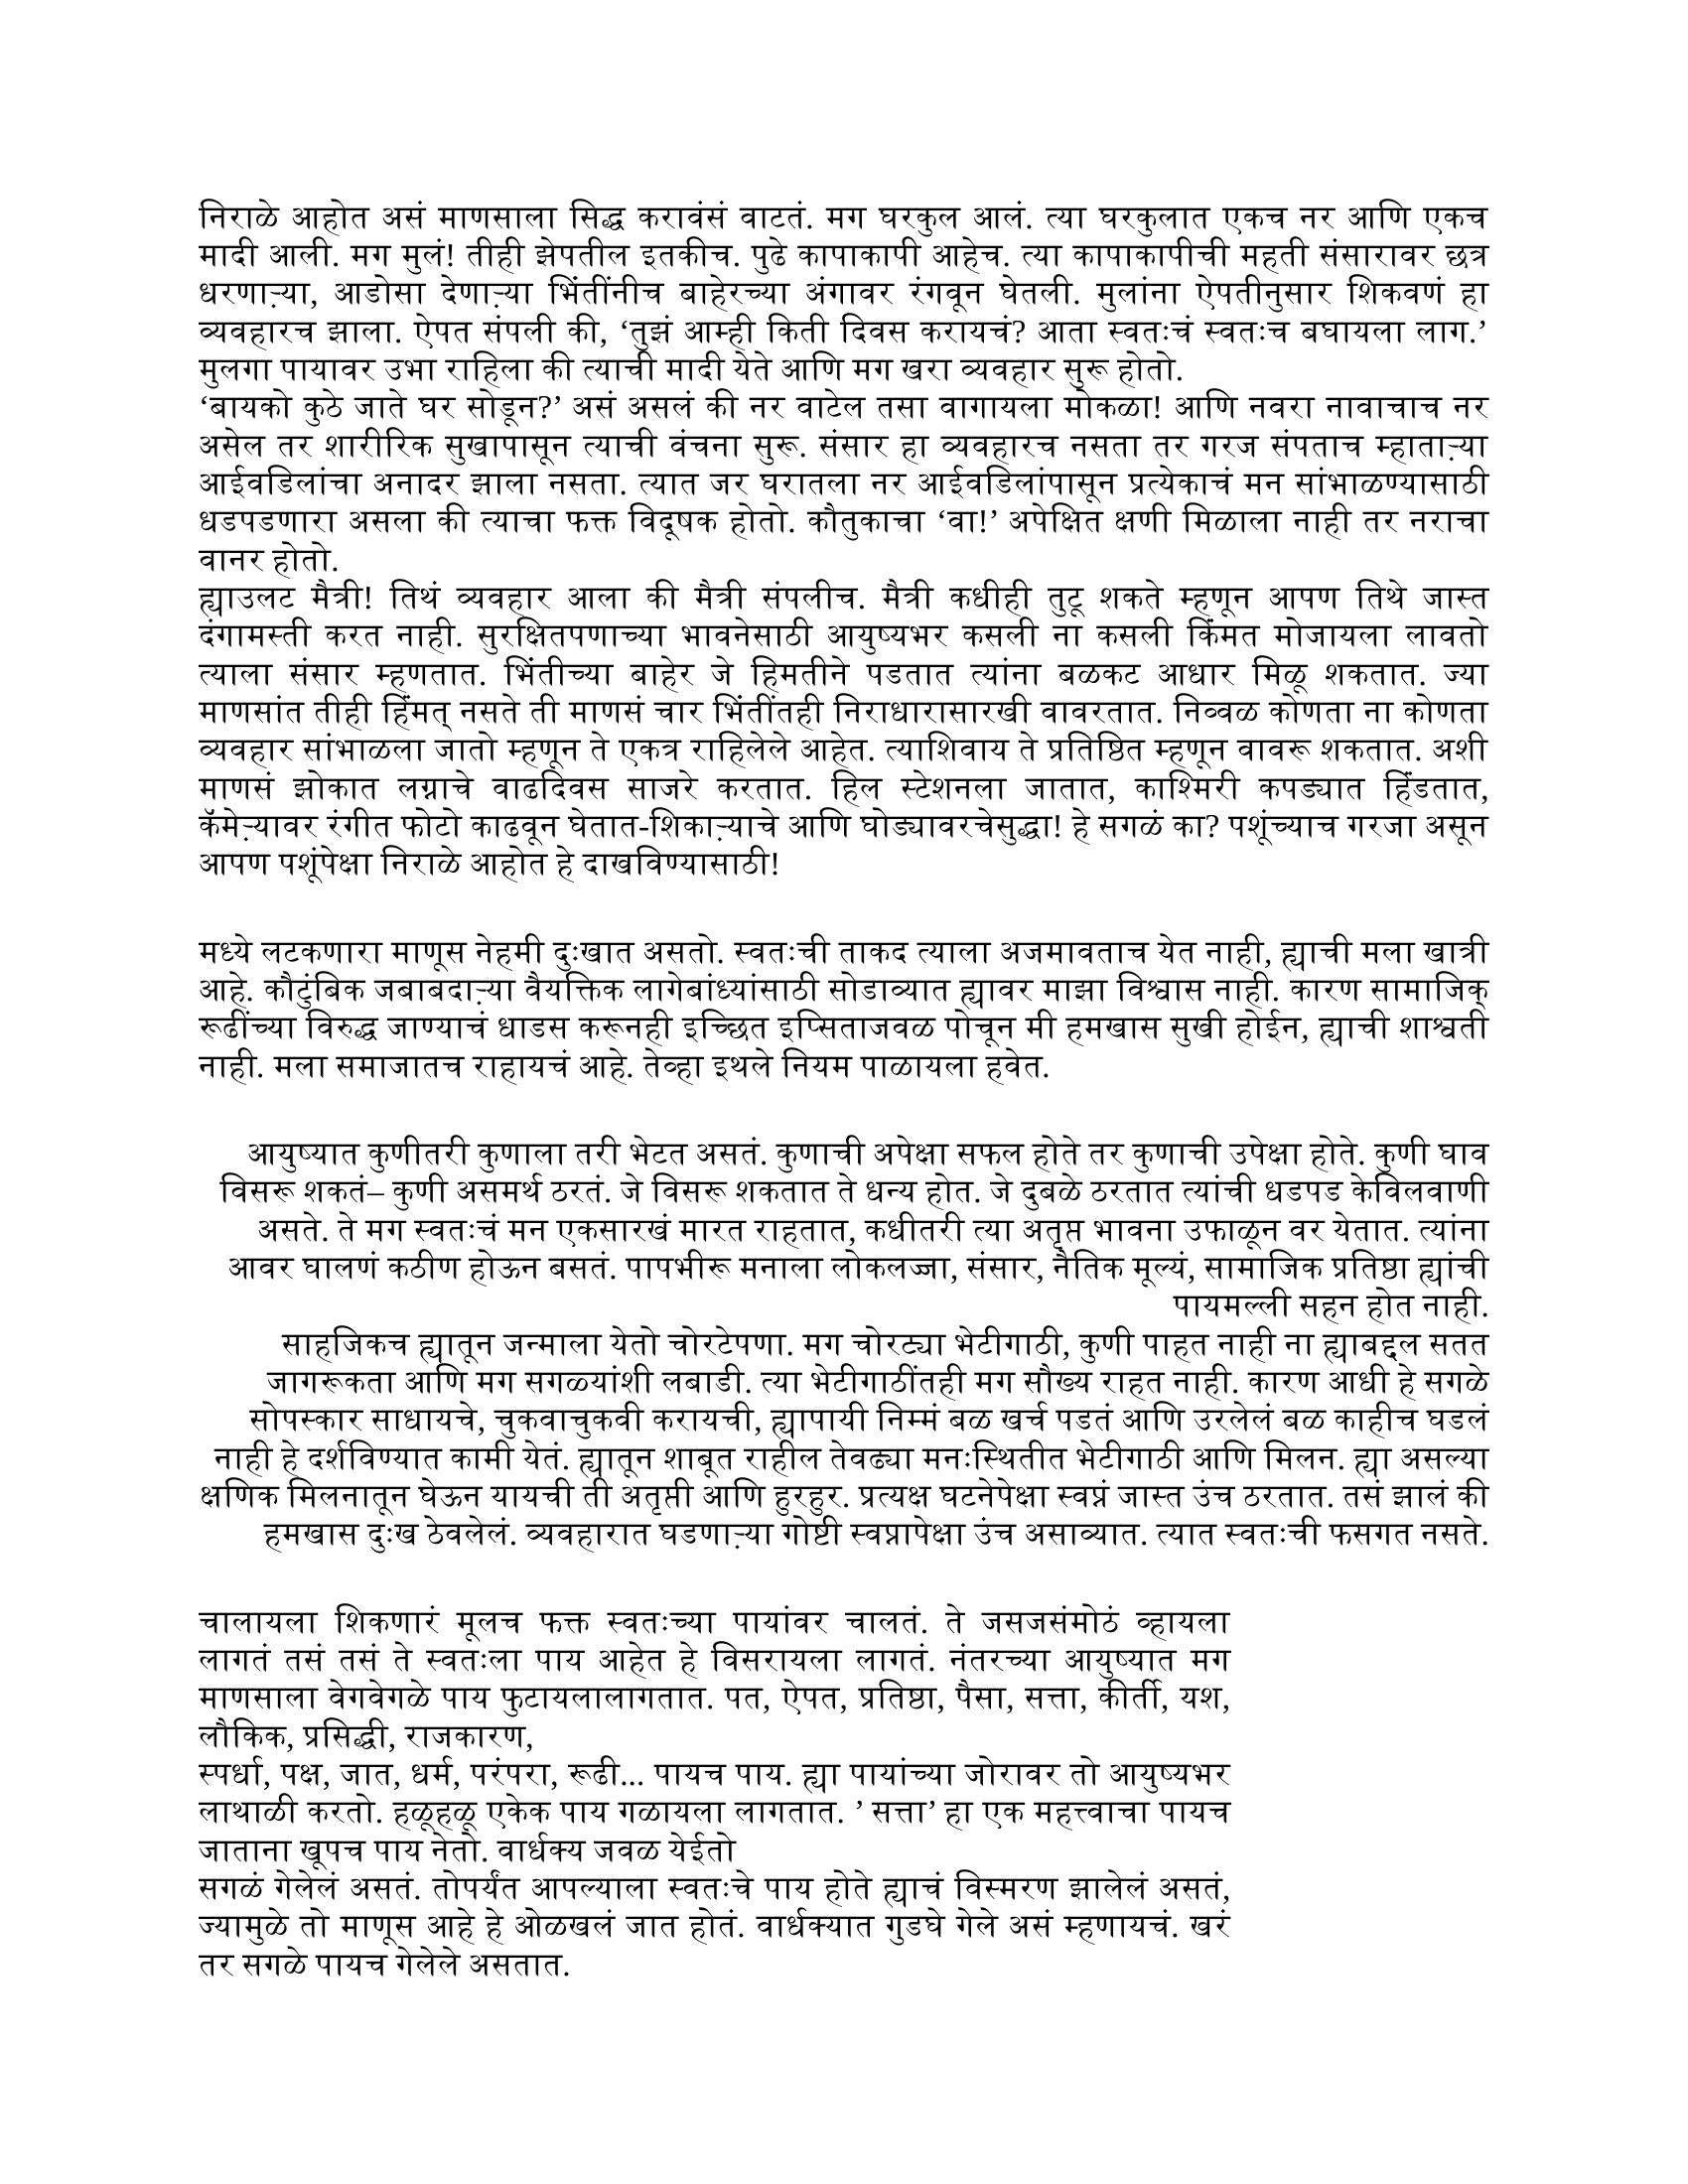 निराळे आहोत असं माणसाला सिद्ध करावंसं वाटतं. मग घरकुल आलं. त्या घरकुलात एकच नर आणि एकच
मादी आली. मग मुलं! तीही झेपतील इतकीच. पुढे कापाकापी आहेच. त्या कापाकापीची महती संसारावर छत्र
धरणाऱ्या, आडोसा देणाऱ्या भिंतींनीच बाहेरच्या अंगावर रंगवून घेतली. मुलांना ऐपतीनुसार शिकवणं हा
व्यवहारच झाला. ऐपत संपली की, ‘तुझं आम्ही किती दिवस करायचं? आता स्वतःचं स्वतःच बघायला लाग.’
मुलगा पायावर उभा राहिला की त्याची मादी येते आणि मग खरा व्यवहार सुरू होतो.
‘बायको कुठे जाते घर सोडून?’ असं असलं की नर वाटेल तसा वागायला मोकळा! आणि नवरा नावाचाच नर
असेल तर शारीरिक सुखापासून त्याची वंचना सुरू. संसार हा व्यवहारच नसता तर गरज संपताच म्हाताऱ्या
आईवडिलांचा अनादर झाला नसता. त्यात जर घरातला नर आईवडिलांपासून प्रत्येकाचं मन सांभाळण्यासाठी
धडपडणारा असला की त्याचा फक्त विदूषक होतो. कौतुकाचा ‘वा!’ अपेक्षित क्षणी मिळाला नाही तर नराचा
वानर होतो.
ह्याउलट मैत्री! तिथं व्यवहार आला की मैत्री संपलीच. मैत्री कधीही तुटू शकते म्हणून आपण तिथे जास्त
दंगामस्ती करत नाही. सुरक्षितपणाच्या भावनेसाठी आयुष्यभर कसली ना कसली किंमत मोजायला लावतो
त्याला संसार म्हणतात. भिंतीच्या बाहेर जे हिमतीने पडतात त्यांना बळकट आधार मिळू शकतात. ज्या
माणसांत तीही हिंमत् नसते ती माणसं चार भिंतींतही निराधारासारखी वावरतात. निव्वळ कोणता ना कोणता
व्यवहार सांभाळला जातो म्हणून ते एकत्र राहिलेले आहेत. त्याशिवाय ते प्रतिष्ठित म्हणून वावरू शकतात. अशी
माणसं झोकात लग्नाचे वाढदिवस साजरे करतात. हिल स्टेशनला जातात, काश्मिरी कपड्यात हिंडतात,
कॅमेऱ्यावर रंगीत फोटो काढवून घेतात-शिकाऱ्याचे आणि घोड्यावरचेसुद्धा! हे सगळं का? पशूंच्याच गरजा असून
आपण पशूंपेक्षा निराळे आहोत हे दाखविण्यासाठी!
मध्ये लटकणारा माणूस नेहमी दुःखात असतो. स्वतःची ताकद त्याला अजमावताच येत नाही, ह्याची मला खात्री
आहे. कौटुंबिक जबाबदाऱ्या वैयक्तिक लागेबांध्यांसाठी सोडाव्यात ह्यावर माझा विश्वास नाही. कारण सामाजिक्
रूढींच्या विरुद्ध जाण्याचं धाडस करूनही इच्छित इप्सिताजवळ पोचून मी हमखास सुखी होईन, ह्याची शाश्वती
नाही. मला समाजातच राहायचं आहे. तेव्हा इथले नियम पाळायला हवेत.
आयुष्यात कुणीतरी कुणाला तरी भेटत असतं. कुणाची अपेक्षा सफल होते तर कुणाची उपेक्षा होते. कुणी घाव
विसरू शकतं– कुणी असमर्थ ठरतं. जे विसरू शकतात ते धन्य होत. जे दुबळे ठरतात त्यांची धडपड केविलवाणी
असते. ते मग स्वतःचं मन एकसारखं मारत राहतात, कधीतरी त्या अतृप्त भावना उफाळून वर येतात. त्यांना
आवर घालणं कठीण होऊन बसतं. पापभीरू मनाला लोकलज्जा, संसार, नैतिक मूल्यं, सामाजिक प्रतिष्ठा ह्यांची
पायमल्ली सहन होत नाही.
साहजिकच ह्यातून जन्माला येतो चोरटेपणा. मग चोरट्या भेटीगाठी, कुणी पाहत नाही ना ह्याबद्दल सतत
जागरूकता आणि मग सगळ्यांशी लबाडी. त्या भेटीगाठींतही मग सौख्य राहत नाही. कारण आधी हे सगळे
सोपस्कार साधायचे, चुकवाचुकवी करायची, ह्यापायी निम्मं बळ खर्च पडतं आणि उरलेलं बळ काहीच घडलं
नाही हे दर्शविण्यात कामी येतं. ह्यातून शाबूत राहील तेवढ्या मनःस्थितीत भेटीगाठी आणि मिलन. ह्या असल्या
क्षणिक मिलनातून घेऊन यायची ती अतृप्ती आणि हुरहुर. प्रत्यक्ष घटनेपेक्षा स्वप्नं जास्त उंच ठरतात. तसं झालं की
हमखास दुःख ठेवलेलं. व्यवहारात घडणाऱ्या गोष्टी स्वप्नापेक्षा उंच असाव्यात. त्यात स्वतःची फसगत नसते.
चालायला शिकणारं मूलच फक्त स्वतःच्या पायांवर चालतं. ते जसजसंमोठं व्हायला
लागतं तसं तसं ते स्वतःला पाय आहेत हे विसरायला लागतं. नंतरच्या आयुष्यात मग
माणसाला वेगवेगळे पाय फुटायलालागतात. पत, ऐपत, प्रतिष्ठा, पैसा, सत्ता, कीर्ती, यश,
लौकिक, प्रसिद्धी, राजकारण,
स्पर्धा, पक्ष, जात, धर्म, परंपरा, रूढी... पायच पाय. ह्या पायांच्या जोरावर तो आयुष्यभर
लाथाळी करतो. हळूहळू एकेक पाय गळायला लागतात. ’ सत्ता’ हा एक महत्त्वाचा पायच
जाताना खूपच पाय नेतो. वार्धक्य जवळ येईतो
सगळं गेलेलं असतं. तोपर्यंत आपल्याला स्वतःचे पाय होते ह्याचं विस्मरण झालेलं असतं,
ज्यामुळे तो माणूस आहे हे ओळखलं जात होतं. वार्धक्यात गुडघे गेले असं म्हणायचं. खरं
तर सगळे पायच गेलेले असतात.